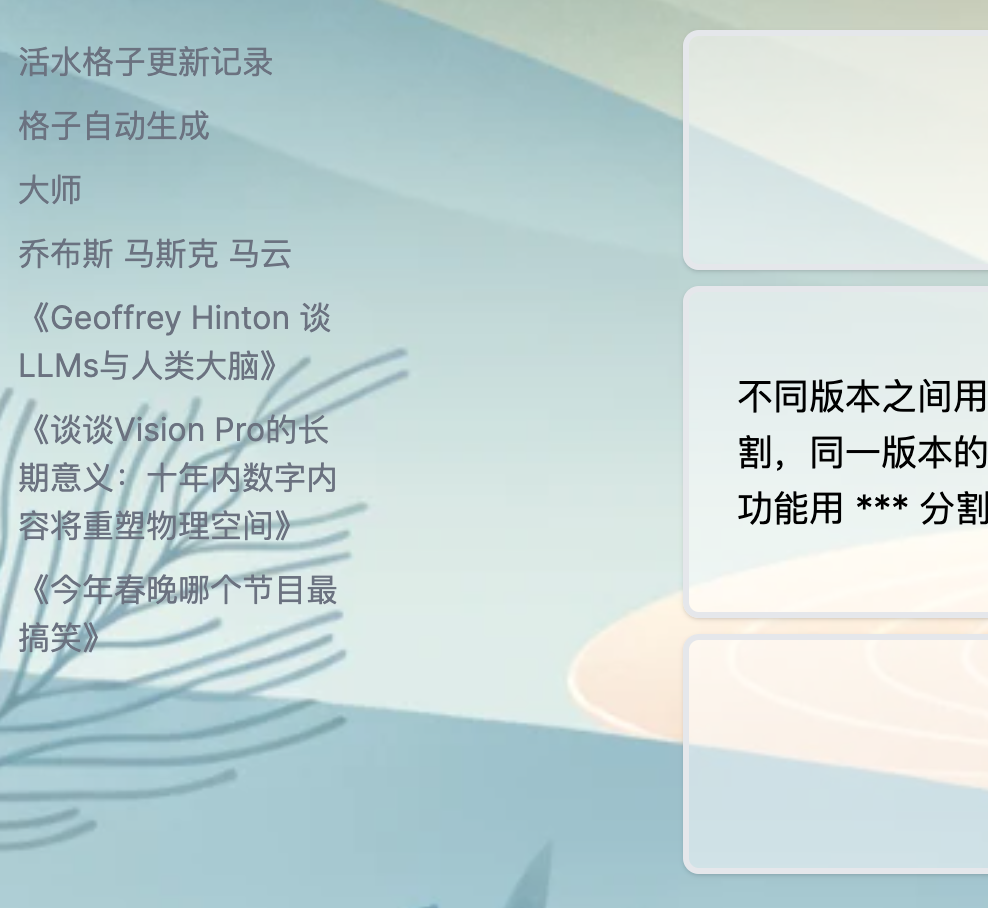 活水格子更新记录
格子自动生成
大师
乔布斯 马斯克 马云
《Geoffrey Hinton 谈
LLMs与人类大脑》
《谈谈Vision Pro的长
期意义：十年内数字内
容将重塑物理空间》
《今年春晚哪个节目最
搞笑》
不同版本之间用
割，同一版本的
功能用 *** 分割